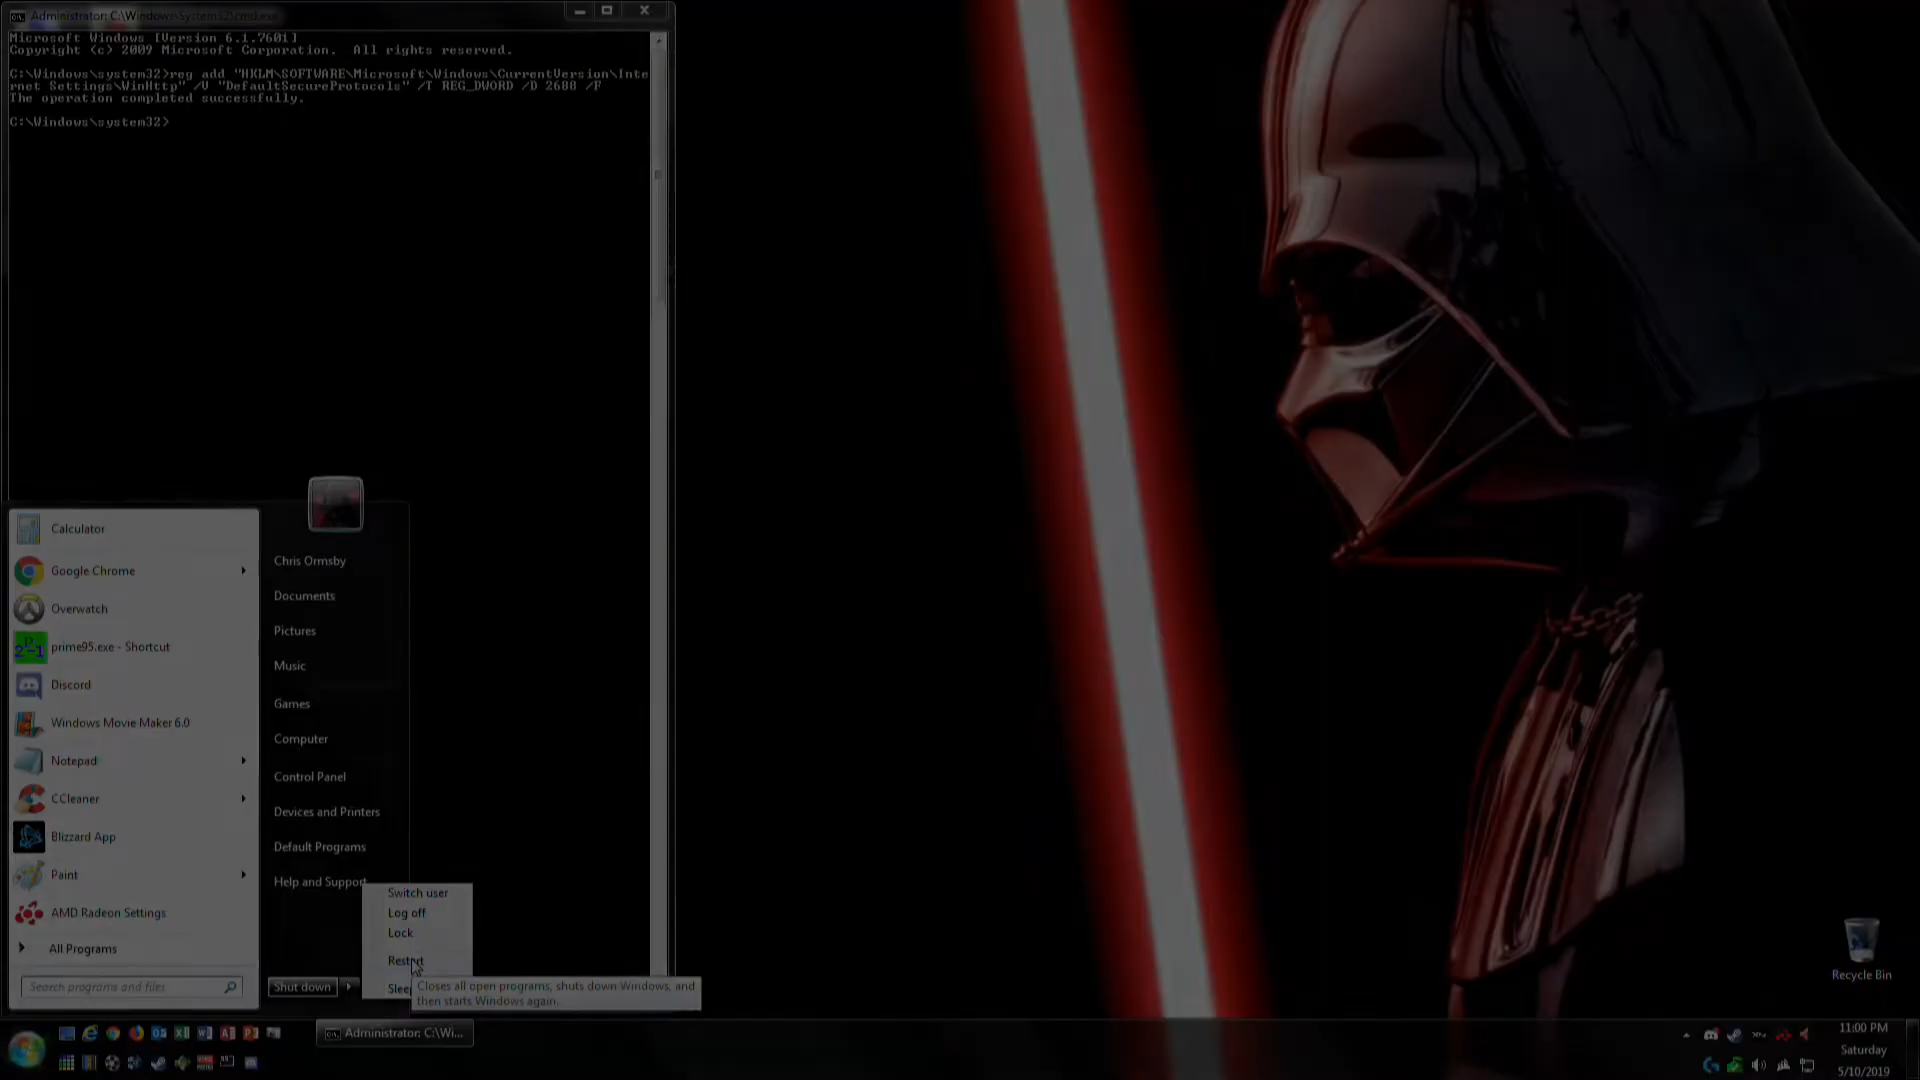 Administrator: C:\Windows\System32\cmd.exe
Microsoft Windows [Version 6.1.7601]
Copyright (c) 2009 Microsoft Corporation.  All rights reserved.
C:\Windows\system32>reg add "HKLM\SOFTWARE\Microsoft\Windows\CurrentVersion\Inte
rnet Settings\WinHttp" /V "DefaultSecureProtocols" /T REG_DWORD /D 2688 /F
The operation completed successfully.
C:\Windows\system32>
Calculator
Google Chrome
Overwatch
prime95.exe - Shortcut
Discord
Windows Movie Maker 6.0
Notepad
CCleaner
Blizzard App
Paint
AMD Radeon Settings
All Programs
Search programs and files
Chris Ormsby
Documents
Pictures
Music
Games
Computer
Control Panel
Devices and Printers
Default Programs
Help and Support
Shut down
Switch user
Log off
Lock
Restart
Closes all open programs, shuts down Windows, and
then starts Windows again.
Recycle Bin
Administrator: C:\Wi...
11:00 PM
Saturday
5/10/2019